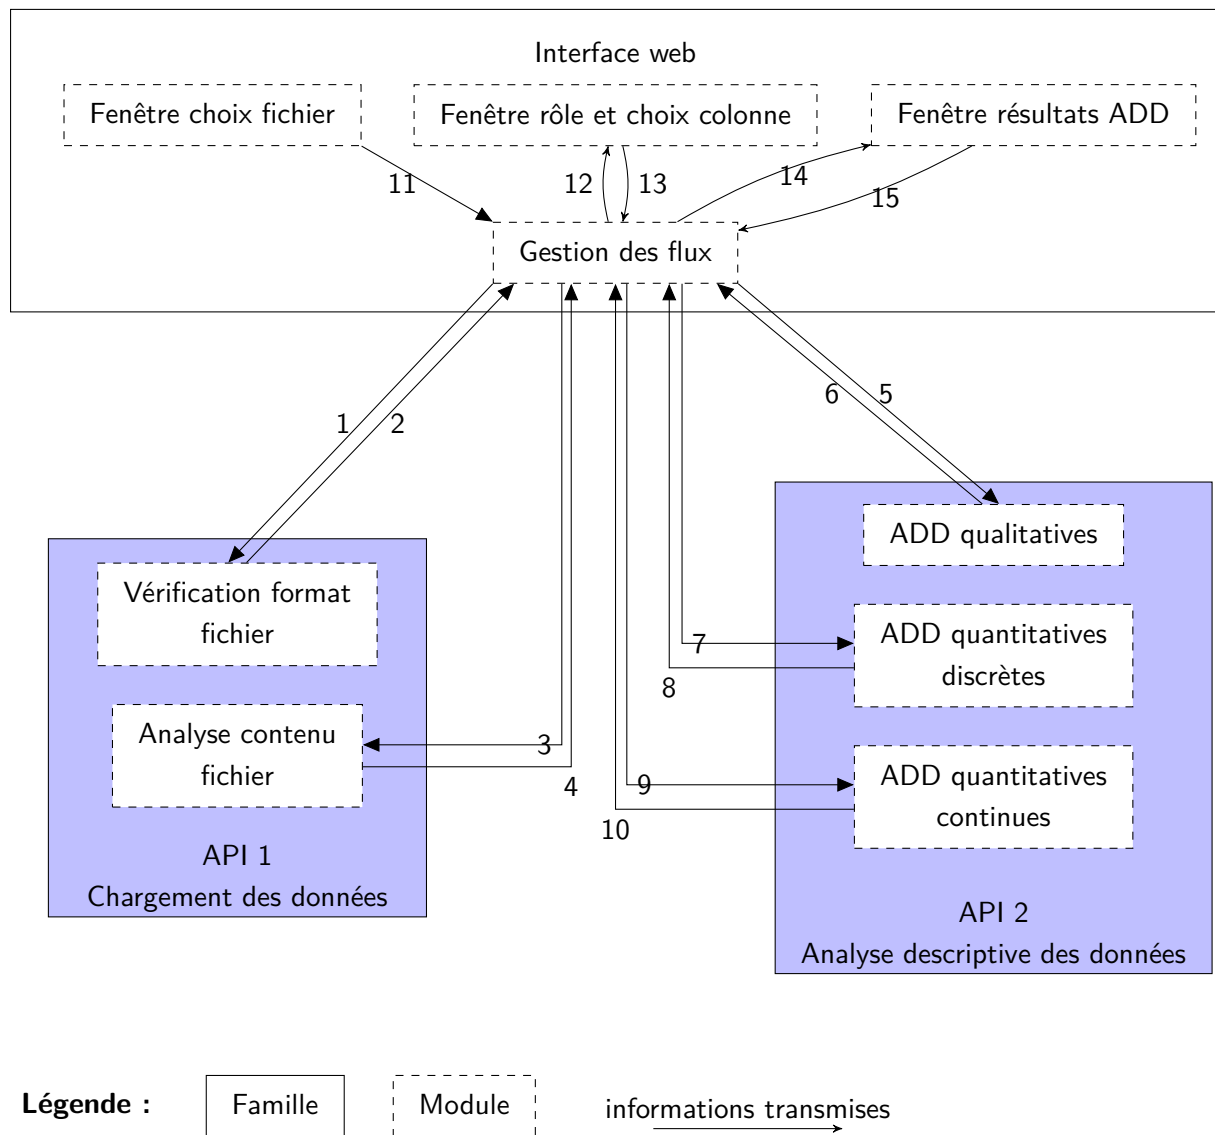 Interface web
Fenêtre choix fichier
Fenêtre rôle et choix colonne
Fenêtre résultats ADD
11
12
13
14
15
Gestion des flux
1
2
6
5
ADD qualitatives
Vérification format
fichier
ADD quantitatives
discrètes
7
8
Analyse contenu
fichier
3
4
ADD quantitatives
continues
9
10
API 1
Chargement des données
API 2
Analyse descriptive des données
Légende :
Famille
Module
informations transmises